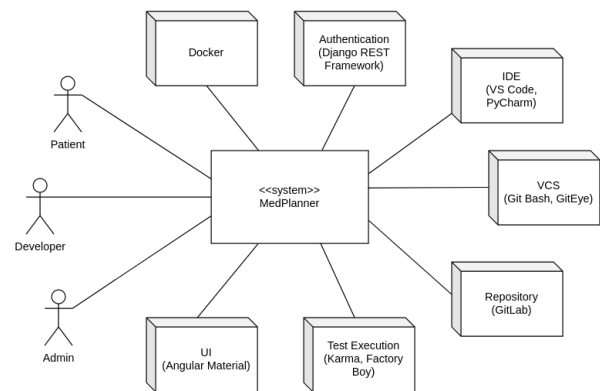 Docker
Authentication
(Django REST
Framework)
IDE
(VS Code,
PyCharm)
Patient
<<system>>
MedPlanner
VCS
(Git Bash, GitEye)
Developer
Repository
(GitLab)
Admin
UI
(Angular Material)
Test Execution
(Karma, Factory
Boy)